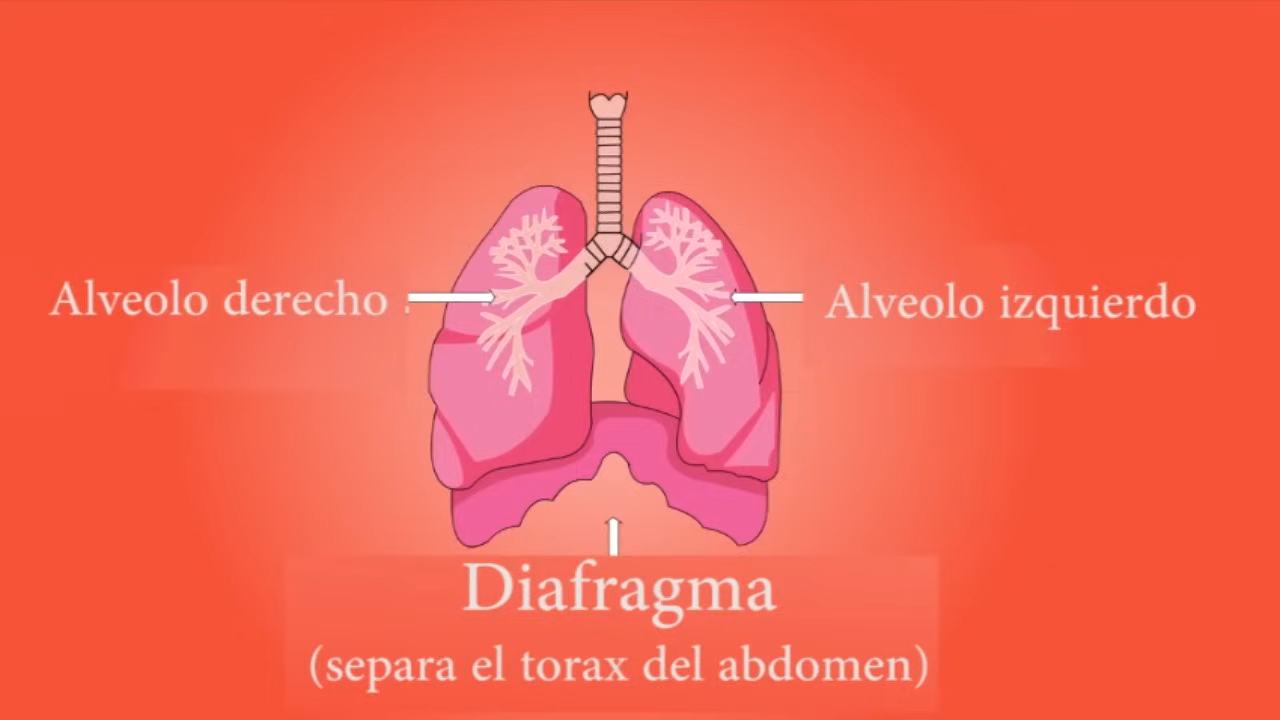 Alveolo derecho
Alveolo izquierdo
Diafragma
(separa el torax del abdomen)